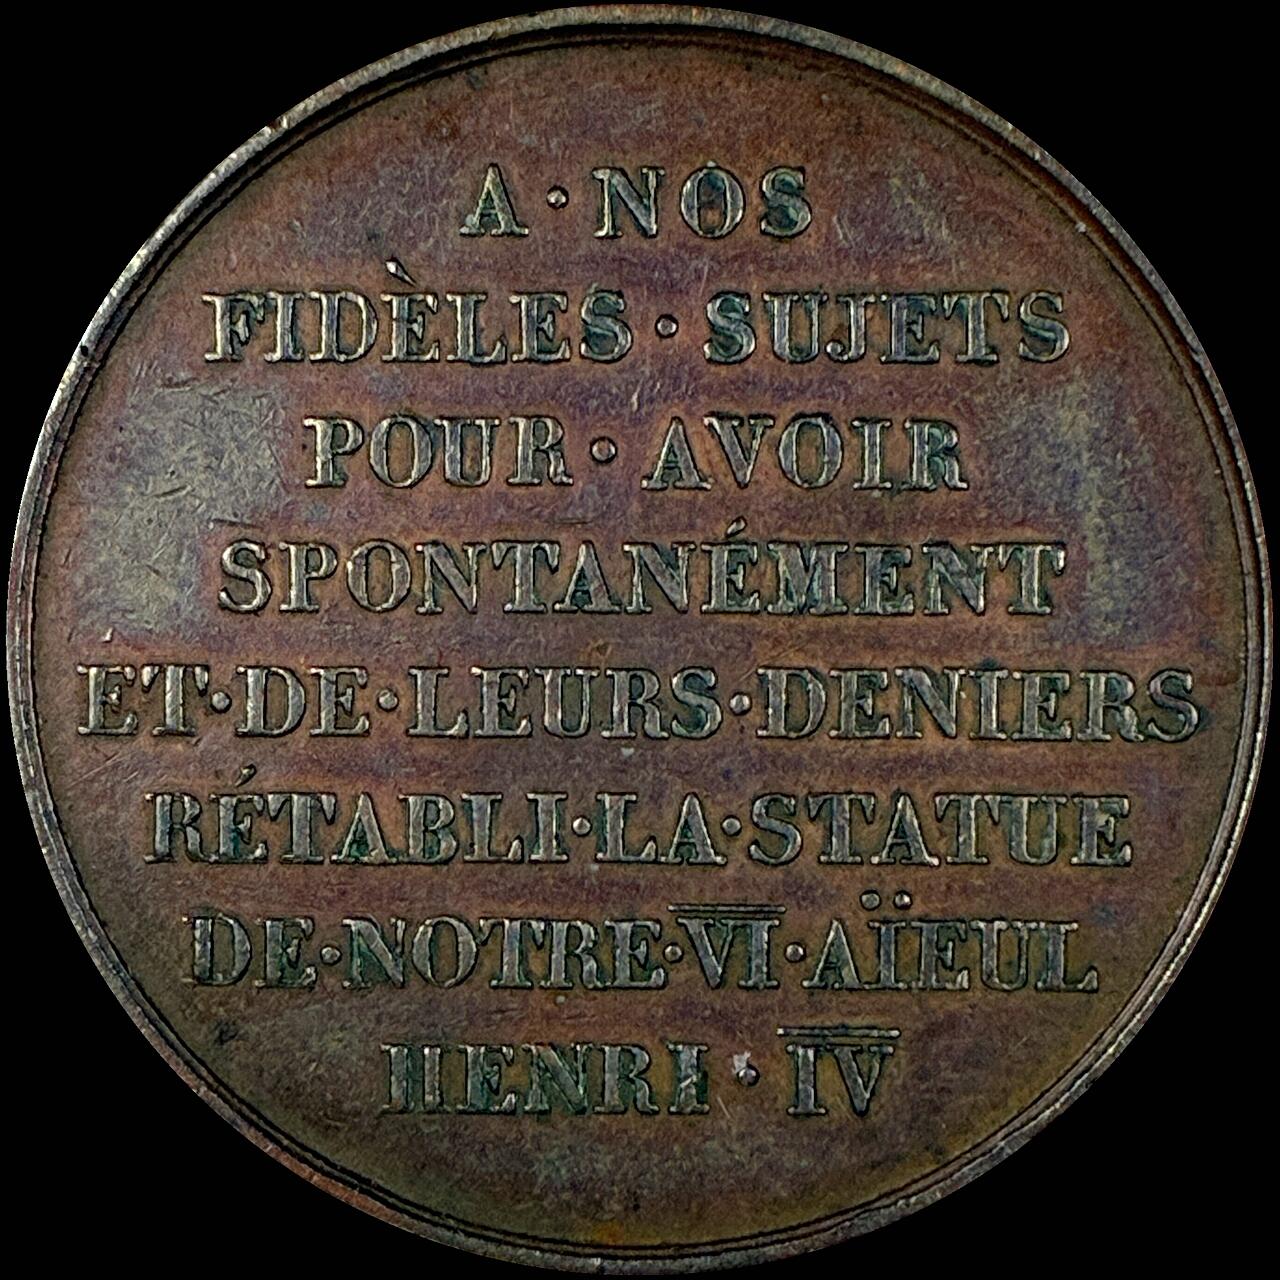 A·NOS
FIDÈLES·SUJETS
POUR·AVOIR
SPONTANÉMENT
ET·DE·LEURS·DENIERS
RÉTABLI·LA·STATUE
DE·NOTRE·VI·AÏEUL
HENRI·IV